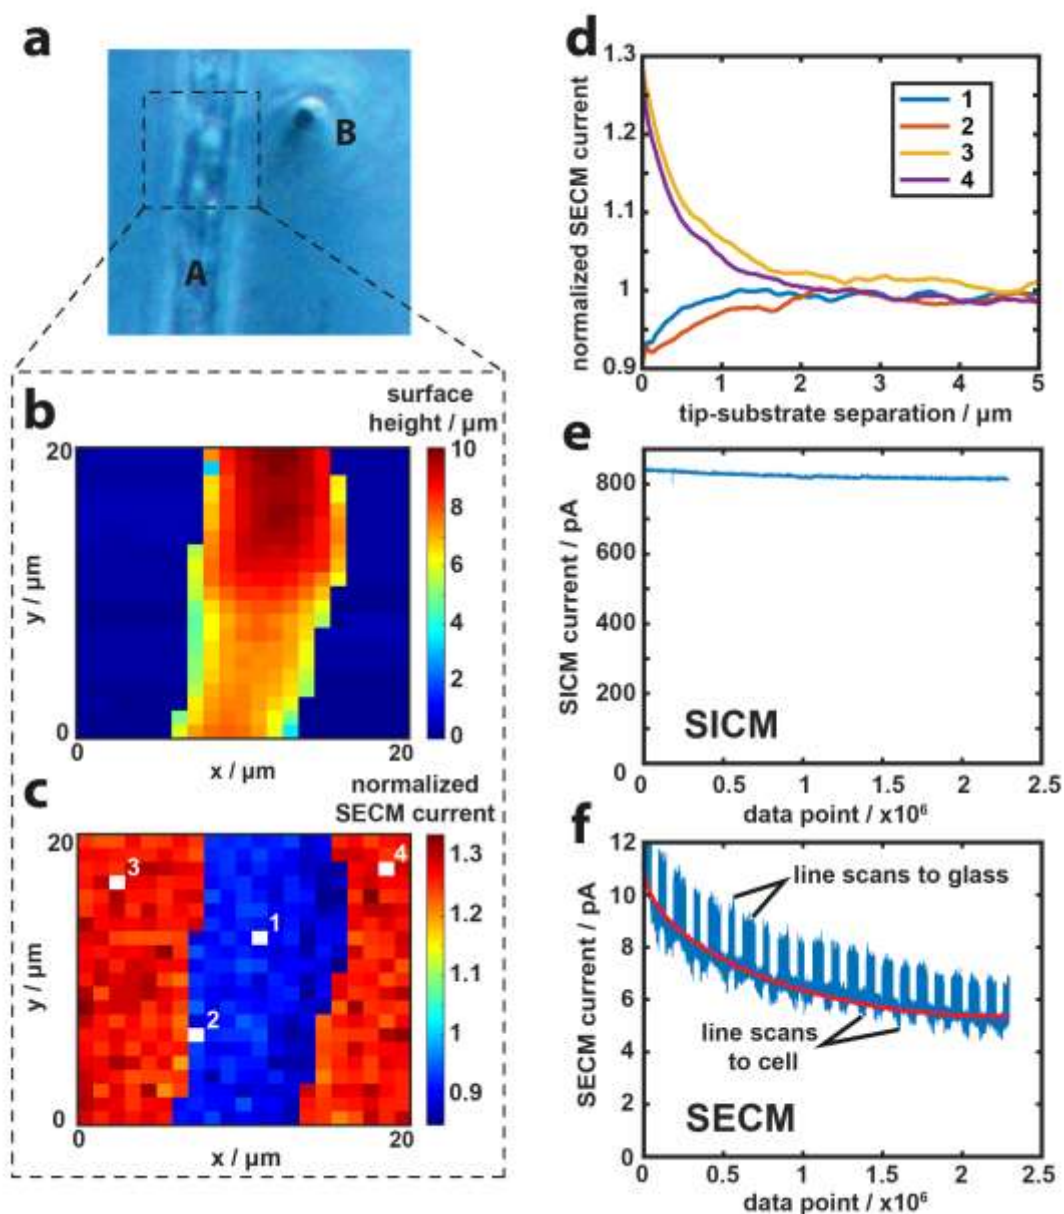 a
B
A
b
surface
height / µm
20
y / µm
0
0
20
x / µm
10
8
6
4
2
0
c
normalized
SECM current
20
y / µm
0
0
20
x / µm
3
4
1
2
1.3
1.2
1.1
1
0.9
d
normalized SECM current
1.3
1.2
1.1
1
0.9
0
1
2
3
4
5
tip-substrate separation / µm
1
2
3
4
e
SICM current / pA
800
600
400
200
0
SICM
0.5
1
1.5
2
2.5
data point / x10⁶
f
SECM current / pA
12
10
8
6
4
2
0
line scans to glass
line scans
to cell
SECM
0
0.5
1
1.5
2
2.5
data point / x10⁶